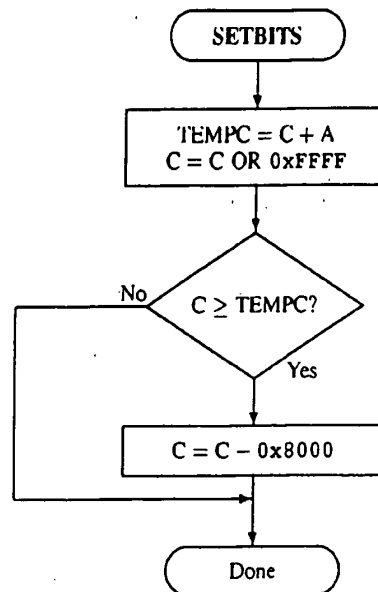 SETBITS
TEMPC = C + A
C = C OR 0xFFFF
C ≥ TEMPC?
No
Yes
C = C − 0x8000
Done